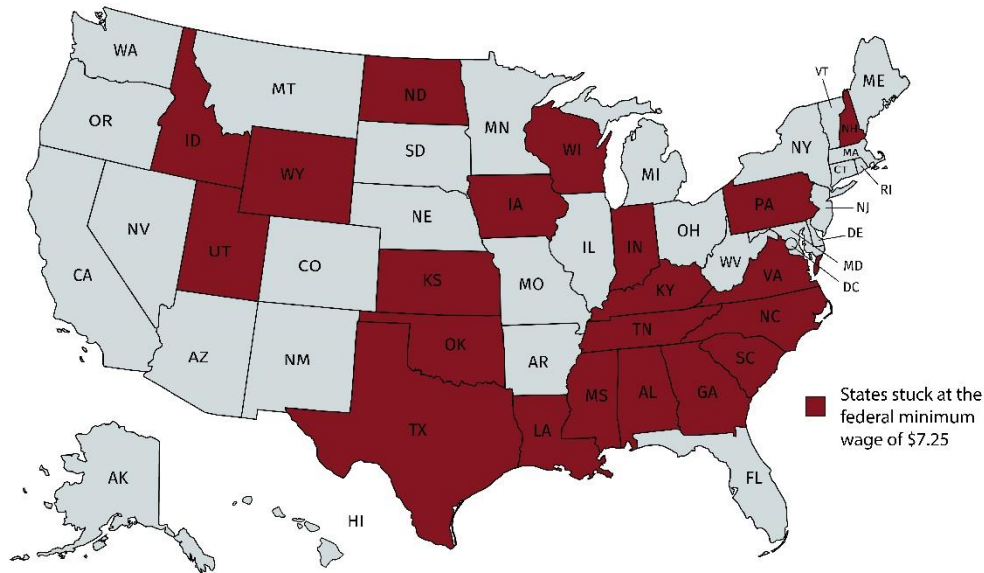 WA
MT
ND
MN
VT
ME
OR
ID
SD
WI
NH
NY
MA
WY
MI
CT
RI
NE
IA
PA
NJ
NV
UT
CO
IL
IN
OH
DE
CA
KS
MO
WV
VA
MD
KY
DC
AZ
NM
OK
AR
TN
NC
SC
TX
LA
MS
AL
GA
States stuck at the
federal minimum
wage of $7.25
AK
HI
FL